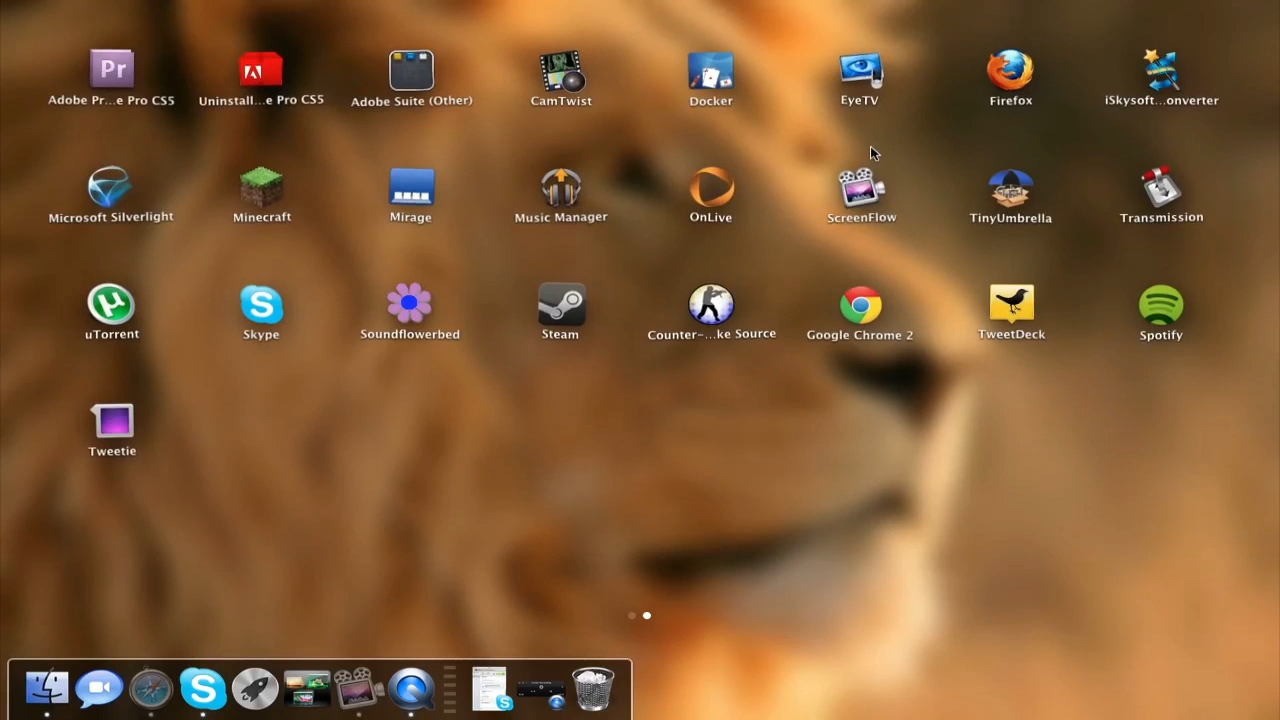 Pr
Adobe Pr...e Pro CS5
Uninstall...e Pro CS5
Adobe Suite (Other)
CamTwist
Docker
EyeTV
Firefox
iSkysoft...onverter
Microsoft Silverlight
Minecraft
Mirage
Music Manager
OnLive
ScreenFlow
TinyUmbrella
Transmission
uTorrent
Skype
Soundflowerbed
Steam
Counter-...ke Source
Google Chrome 2
TweetDeck
Spotify
Tweetie